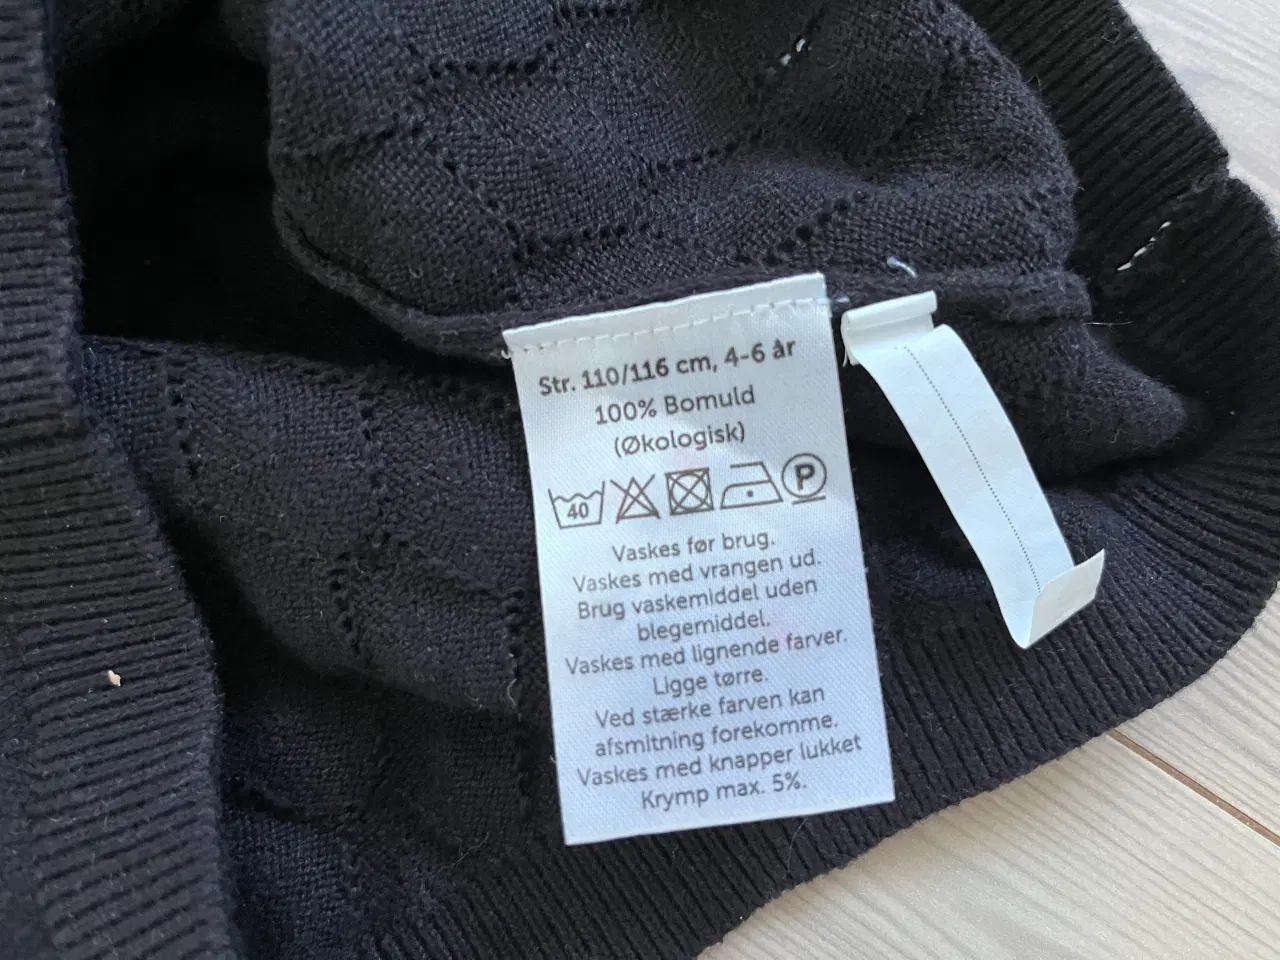 Str. 110/116 cm, 4-6 år
100% Bomuld
(Økologisk)
40 P
Vaskes før brug.
Vaskes med vrangen ud.
Brug vaskemiddel uden
blegemiddel.
Vaskes med lignende farver.
Ligge tørre.
Ved stærke farven kan
afsmitning forekomme.
Vaskes med knapper lukket
Krymp max. 5%.